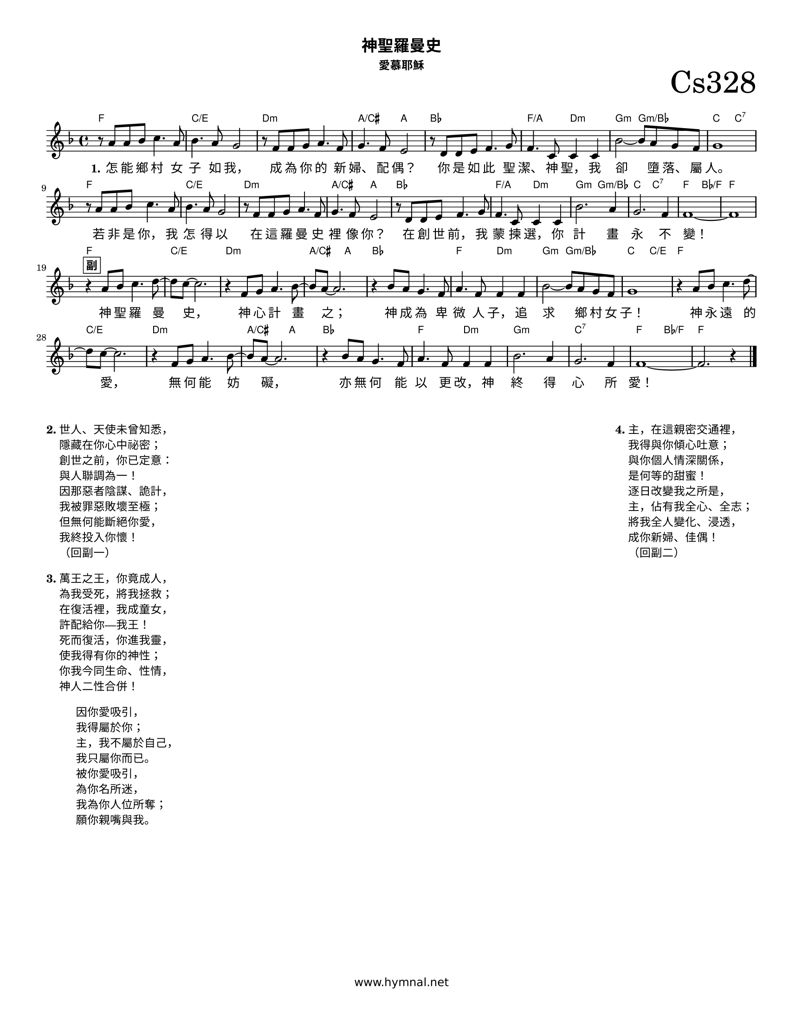 神聖羅曼史
愛慕耶穌
Cs328
F C/E Dm A/C♯ A B♭ F/A Dm Gm Gm/B♭ C C7
1. 怎能鄉村 女子如我， 成為你的新婦、配偶？ 你是如此聖潔、神聖，我 卻 墮落、屬人。
9 F C/E Dm A/C♯ A B♭ F/A Dm Gm Gm/B♭ C C7 F B♭/F F
若非是你，我怎得以 在這羅曼史裡像你？ 在創世前，我蒙揀選，你計 畫 永 不 變！
19 副 F C/E Dm A/C♯ A B♭ F Dm Gm Gm/B♭ C C/E F
神聖羅 曼 史， 神心計 畫 之； 神成為 卑 微 人子，追 求 鄉村女子！ 神永遠 的
28 C/E Dm A/C♯ A B♭ F Dm Gm C7 F B♭/F F
愛， 無何能 妨 礙， 亦無何 能 以 更改，神 終 得 心 所 愛！
2. 世人、天使未曾知悉，
隱藏在你心中祕密；
創世之前，你已定意：
與人聯調為一！
因那惡者陰謀、詭計，
我被罪惡敗壞至極；
但無何能斷絕你愛，
我終投入你懷！
（回副一）
3. 萬王之王，你竟成人，
為我受死，將我拯救；
在復活裡，我成童女，
許配給你—我王！
死而復活，你進我靈，
使我得有你的神性；
你我今同生命、性情，
神人二性合併！
因你愛吸引，
我得屬於你；
主，我不屬於自己，
我只屬你而已。
被你愛吸引，
為你名所迷，
我為你人位所奪；
願你親嘴與我。
4. 主，在這親密交通裡，
我得與你傾心吐意；
與你個人情深關係，
是何等的甜蜜！
逐日改變我之所是，
主，佔有我全心、全志；
將我全人變化、浸透，
成你新婦、佳偶！
（回副二）
www.hymnal.net